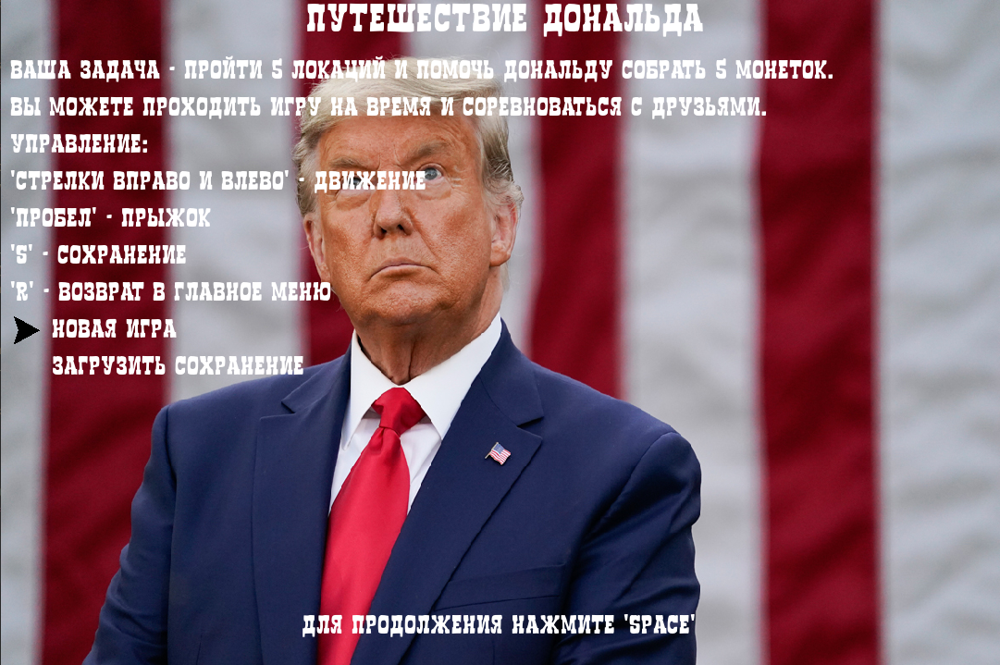 ПУТЕШЕСТВИЕ ДОНАЛЬДА
ВАША ЗАДАЧА - ПРОЙТИ 5 ЛОКАЦИЙ И ПОМОЧЬ ДОНАЛЬДУ СОБРАТЬ 5 МОНЕТОК.
ВЫ МОЖЕТЕ ПРОХОДИТЬ ИГРУ НА ВРЕМЯ И СОРЕВНОВАТЬСЯ С ДРУЗЬЯМИ.
УПРАВЛЕНИЕ:
'СТРЕЛКИ ВПРАВО И ВЛЕВО' - ДВИЖЕНИЕ
'ПРОБЕЛ' - ПРЫЖОК
'S' - СОХРАНЕНИЕ
'R' - ВОЗВРАТ В ГЛАВНОЕ МЕНЮ
НОВАЯ ИГРА
ЗАГРУЗИТЬ СОХРАНЕНИЕ
ДЛЯ ПРОДОЛЖЕНИЯ НАЖМИТЕ 'SPACE'